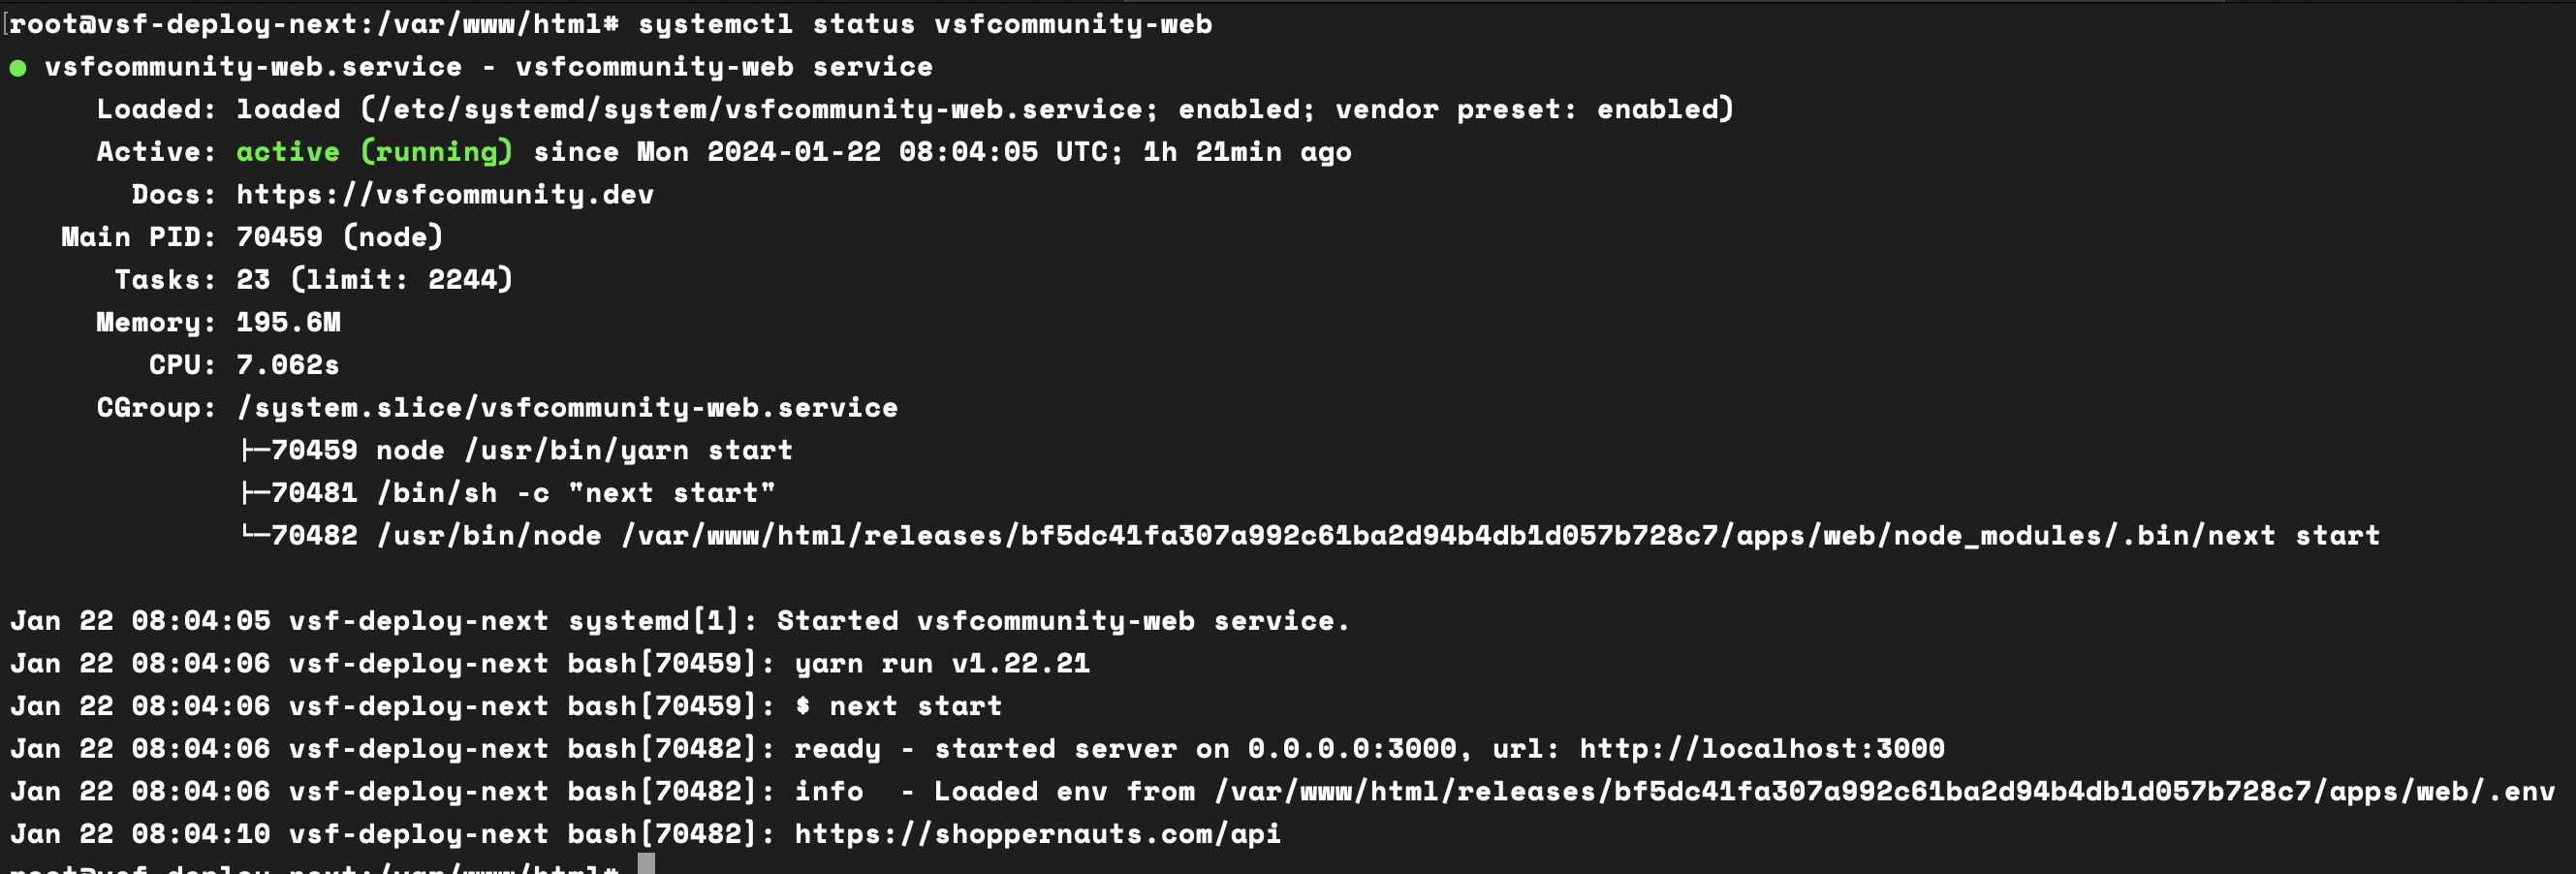 [root@vsf-deploy-next:/var/www/html# systemctl status vsfcommunity-web
● vsfcommunity-web.service - vsfcommunity-web service
Loaded: loaded (/etc/systemd/system/vsfcommunity-web.service; enabled; vendor preset: enabled)
Active: active (running) since Mon 2024-01-22 08:04:05 UTC; 1h 21min ago
Docs: https://vsfcommunity.dev
Main PID: 70459 (node)
Tasks: 23 (limit: 2244)
Memory: 195.6M
CPU: 7.062s
CGroup: /system.slice/vsfcommunity-web.service
├─70459 node /usr/bin/yarn start
├─70481 /bin/sh -c "next start"
└─70482 /usr/bin/node /var/www/html/releases/bf5dc41fa307a992c61ba2d94b4db1d057b728c7/apps/web/node_modules/.bin/next start
Jan 22 08:04:05 vsf-deploy-next systemd[1]: Started vsfcommunity-web service.
Jan 22 08:04:06 vsf-deploy-next bash[70459]: yarn run v1.22.21
Jan 22 08:04:06 vsf-deploy-next bash[70459]: $ next start
Jan 22 08:04:06 vsf-deploy-next bash[70482]: ready - started server on 0.0.0.0:3000, url: http://localhost:3000
Jan 22 08:04:06 vsf-deploy-next bash[70482]: info  - Loaded env from /var/www/html/releases/bf5dc41fa307a992c61ba2d94b4db1d057b728c7/apps/web/.env
Jan 22 08:04:10 vsf-deploy-next bash[70482]: https://shoppernauts.com/api
root@vsf-deploy-next:/var/www/html#